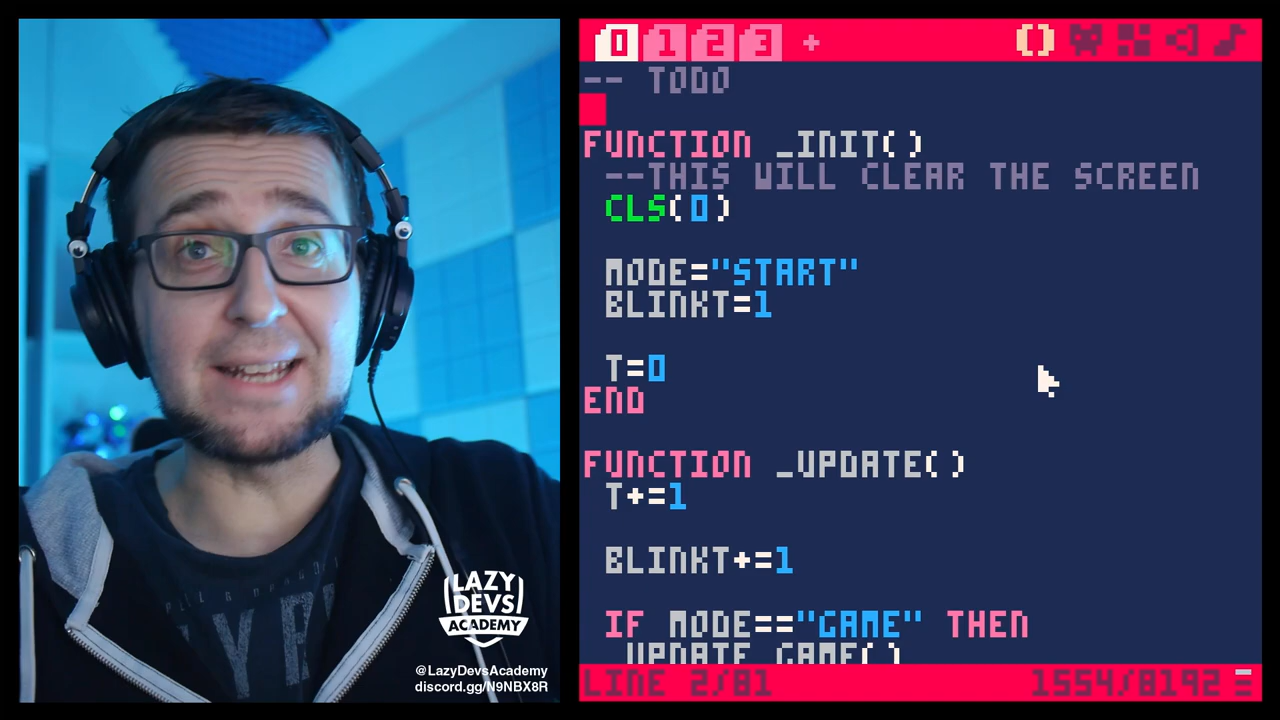 LAZY
DEVS
ACADEMY
@LazyDevsAcademy
discord.gg/N9NBX8R
0 1 2 3 +
-- TODO
FUNCTION _INIT()
--THIS WILL CLEAR THE SCREEN
CLS(0)
MODE="START"
BLINKT=1
T=0
END
FUNCTION _UPDATE()
T+=1
BLINKT+=1
IF MODE=="GAME" THEN
UPDATE_GAME()
LINE 2/81
1554/8192